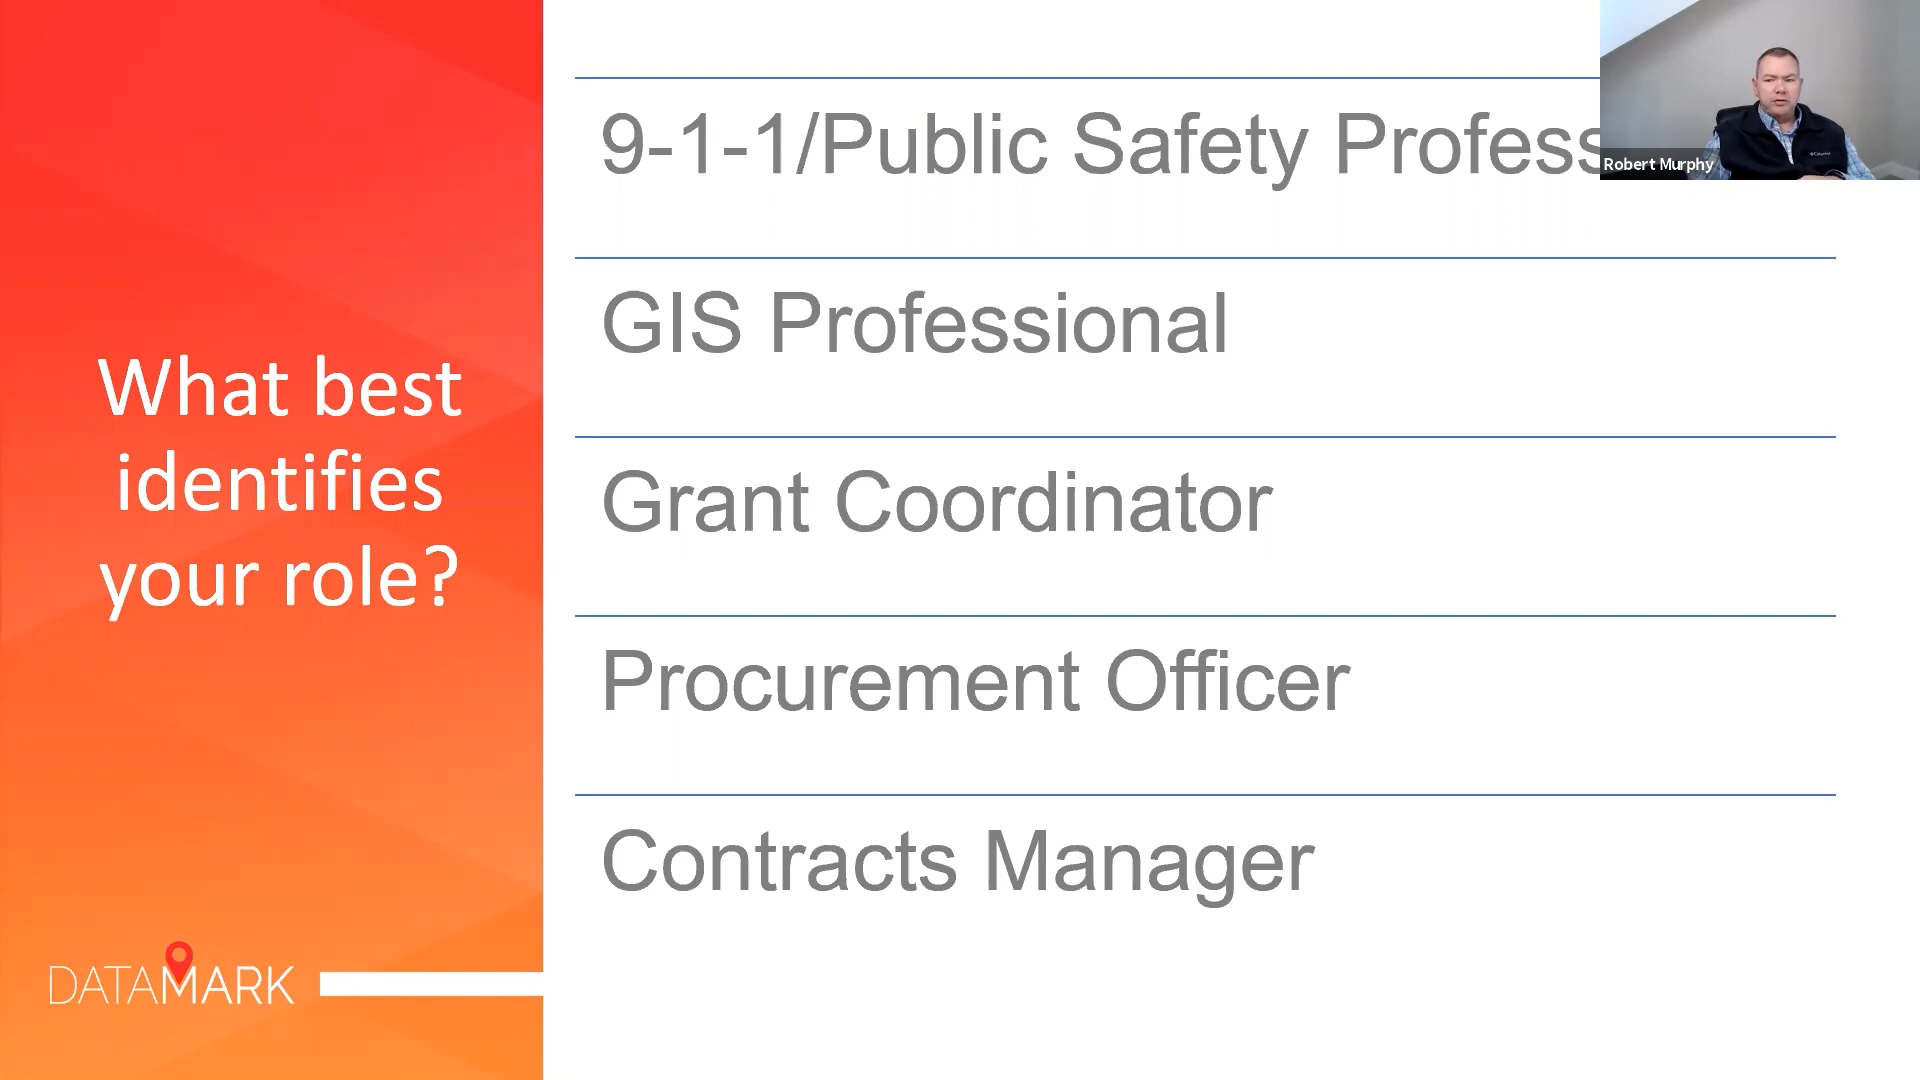 What best
identifies
your role?
9-1-1/Public Safety Profess
GIS Professional
Grant Coordinator
Procurement Officer
Contracts Manager
Robert Murphy
DATAMARK